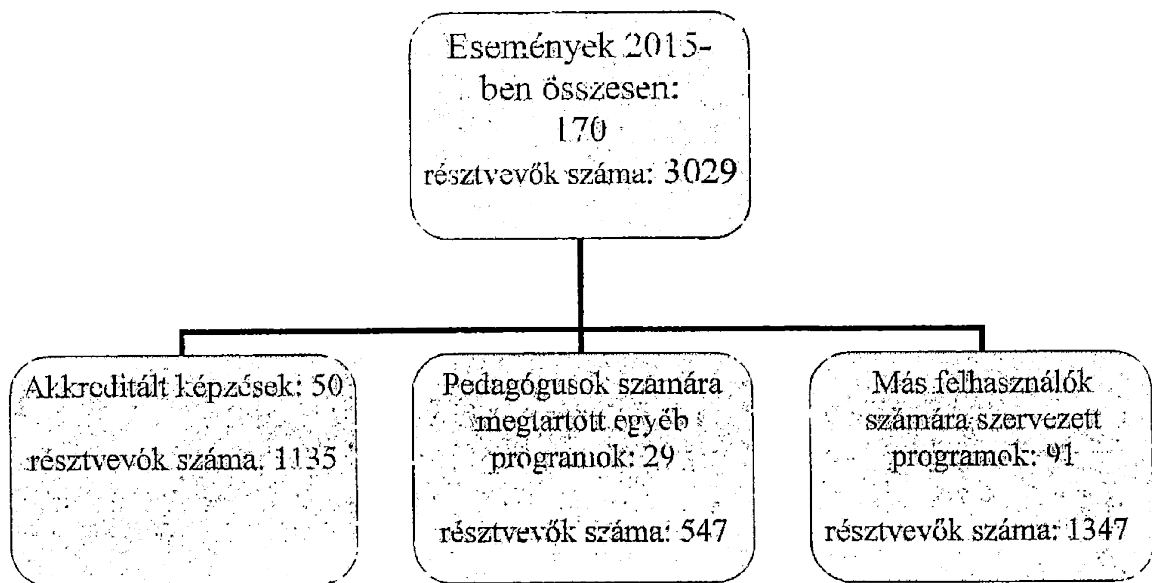 Események 2015-
ben összesen:
170
résztvevők száma: 3029
Akkreditált képzések: 50
résztvevők száma: 1135
Pedagógusok számára
megtartott egyéb
programok: 29
résztvevők száma: 547
Más felhasználók
számára szervezett
programok: 91
résztvevők száma: 1347